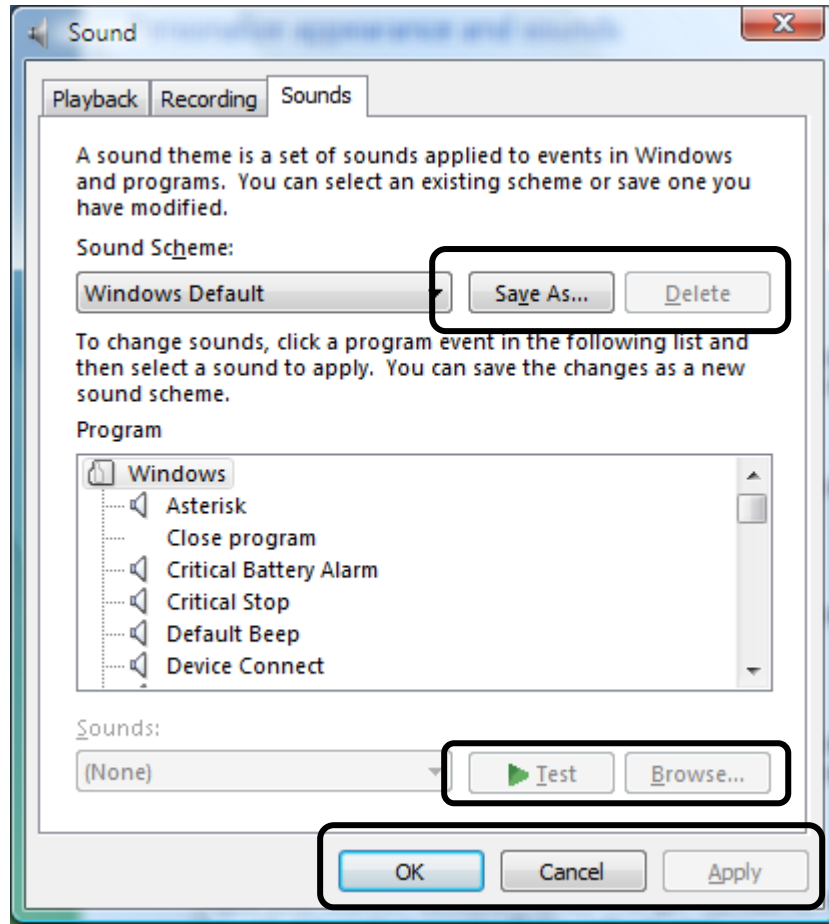 Sound
Playback Recording Sounds
A sound theme is a set of sounds applied to events in Windows
and programs. You can select an existing scheme or save one you
have modified.
Sound Scheme:
Windows Default Save As... Delete
To change sounds, click a program event in the following list and
then select a sound to apply. You can save the changes as a new
sound scheme.
Program
Windows
Asterisk
Close program
Critical Battery Alarm
Critical Stop
Default Beep
Device Connect
Sounds:
(None) Test Browse...
OK Cancel Apply